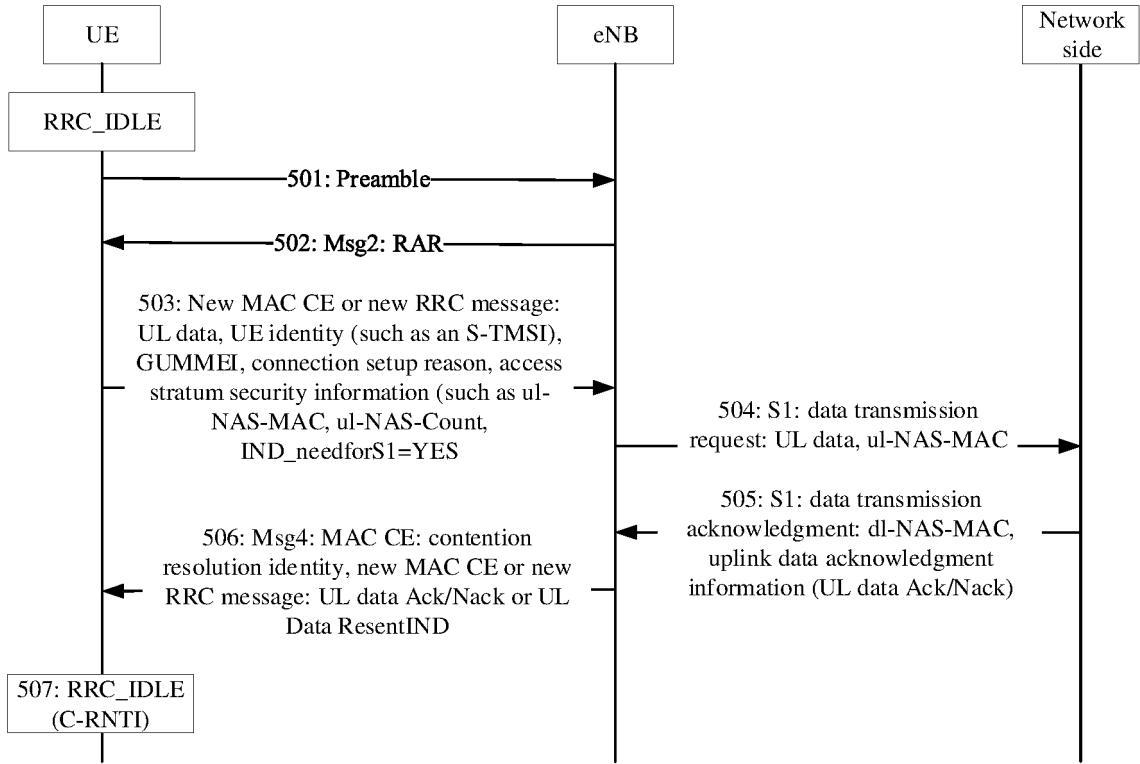 UE
eNB
Network
side
RRC_IDLE
501: Preamble
502: Msg2: RAR
503: New MAC CE or new RRC message:
UL data, UE identity (such as an S-TMSI),
GUMMEI, connection setup reason, access
stratum security information (such as ul-
NAS-MAC, ul-NAS-Count,
IND_needforS1=YES
504: S1: data transmission
request: UL data, ul-NAS-MAC
505: S1: data transmission
acknowledgment: dl-NAS-MAC,
uplink data acknowledgment
information (UL data Ack/Nack)
506: Msg4: MAC CE: contention
resolution identity, new MAC CE or new
RRC message: UL data Ack/Nack or UL
Data ResentIND
507: RRC_IDLE
(C-RNTI)